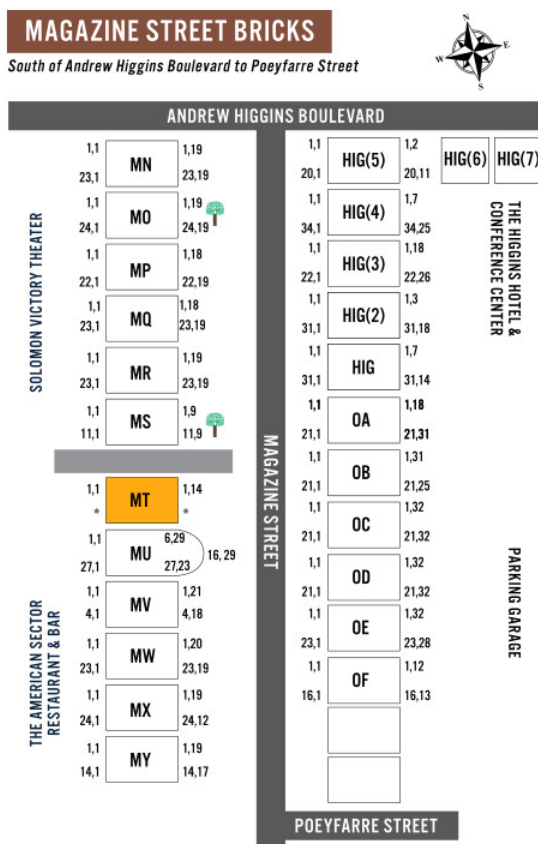 MAGAZINE STREET BRICKS
South of Andrew Higgins Boulevard to Poeyfarre Street
N
W E
S
ANDREW HIGGINS BOULEVARD
SOLOMON VICTORY THEATER
1,1 MN 1,19
23,1 23,19
1,1 MO 1,19
24,1 24,19
1,1 MP 1,18
22,1 22,19
1,1 MQ 1,18
23,1 23,19
1,1 MR 1,19
23,1 23,19
1,1 MS 1,9
11,1 11,9
THE AMERICAN SECTOR
RESTAURANT & BAR
1,1 MT 1,14
* *
1,1 MU 6,29
16, 29
27,1 27,23
1,1 MV 1,21
4,1 4,18
1,1 MW 1,20
23,1 23,19
1,1 MX 1,19
24,1 24,12
1,1 MY 1,19
14,1 14,17
MAGAZINE STREET
1,1 HIG(5) 1,2 HIG(6) HIG(7)
20,1 20,11
1,1 HIG(4) 1,7
34,1 34,25
1,1 HIG(3) 1,18
22,1 22,26
1,1 HIG(2) 1,3
31,1 31,18
1,1 HIG 1,7
31,1 31,14
1,1 OA 1,18
21,1 21,31
1,1 OB 1,31
21,1 21,25
1,1 OC 1,32
21,1 21,32
1,1 OD 1,32
21,1 21,32
1,1 OE 1,32
23,1 23,28
1,1 OF 1,12
16,1 16,13
THE HIGGINS HOTEL &
CONFERENCE CENTER
PARKING GARAGE
POEYFARRE STREET